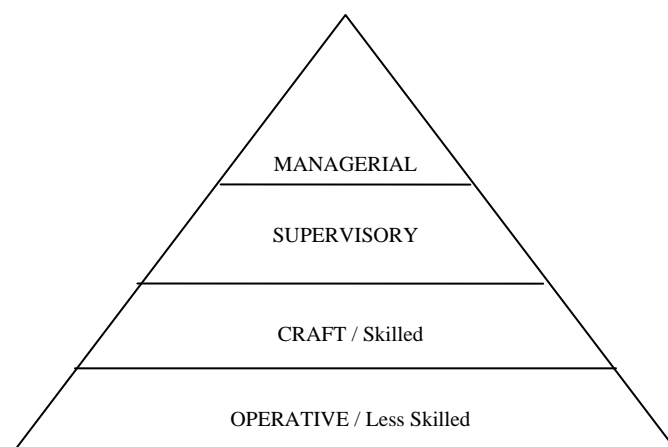 MANAGERIAL
SUPERVISORY
CRAFT / Skilled
OPERATIVE / Less Skilled